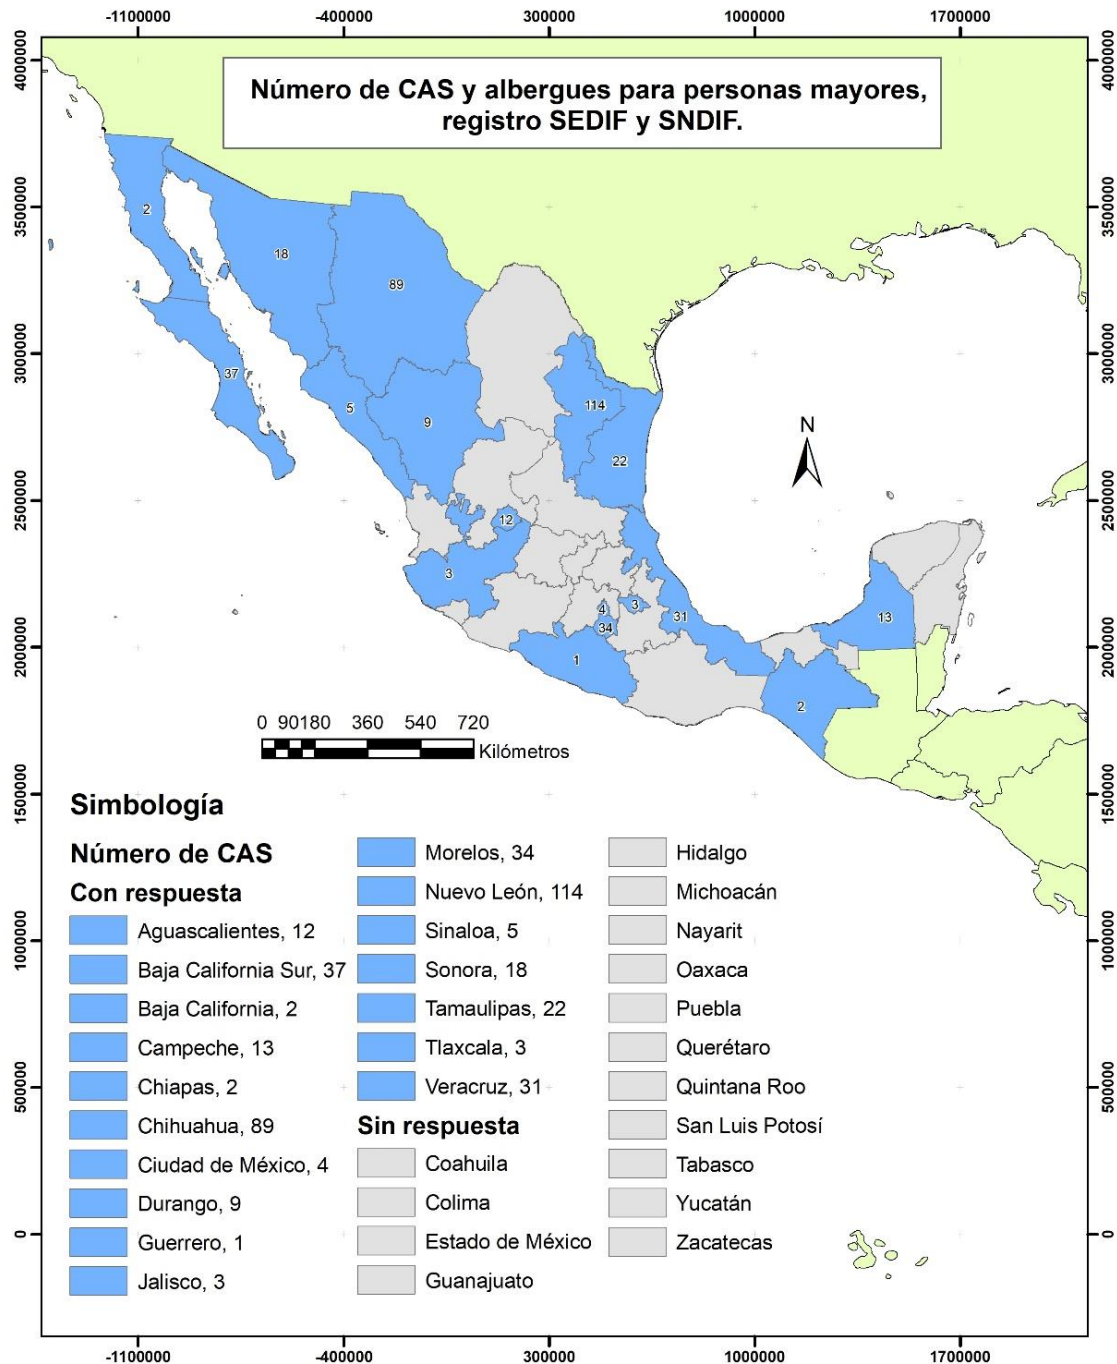 -1100000 -400000 300000 1000000 1700000
Número de CAS y albergues para personas mayores,
registro SEDIF y SNDIF.
4000000 4000000
3500000 3500000
3000000 3000000
2500000 2500000
2000000 2000000
1500000 1500000
1000000 1000000
500000 500000
0 0
2
18
89
37
5
9
114
22
N
12
3
4
3
34
31
13
1
2
0 90 180 360 540 720
Kilómetros
Simbología
Número de CAS
Con respuesta
Aguascalientes, 12
Baja California Sur, 37
Baja California, 2
Campeche, 13
Chiapas, 2
Chihuahua, 89
Ciudad de México, 4
Durango, 9
Guerrero, 1
Jalisco, 3
Morelos, 34
Nuevo León, 114
Sinaloa, 5
Sonora, 18
Tamaulipas, 22
Tlaxcala, 3
Veracruz, 31
Sin respuesta
Coahuila
Colima
Estado de México
Guanajuato
Hidalgo
Michoacán
Nayarit
Oaxaca
Puebla
Querétaro
Quintana Roo
San Luis Potosí
Tabasco
Yucatán
Zacatecas
-1100000 -400000 300000 1000000 1700000